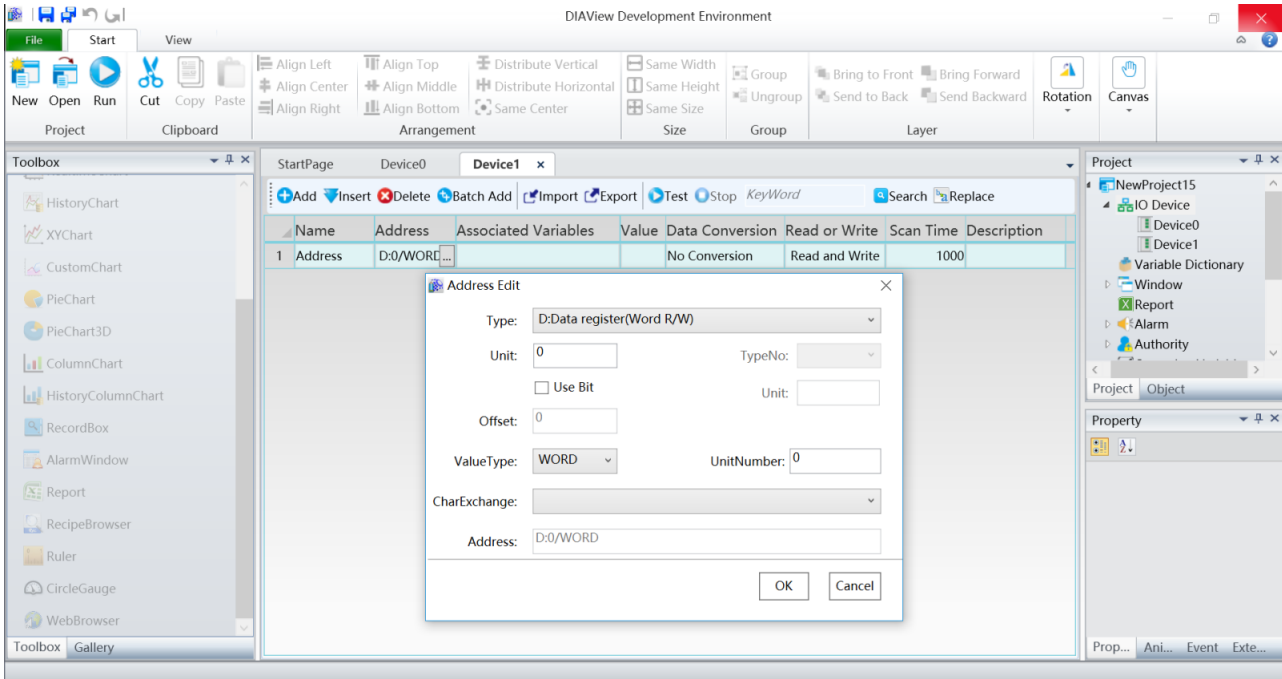 DIAView Development Environment
File Start View
New Open Run
Project
Cut Copy Paste
Clipboard
Align Left Align Top Distribute Vertical
Align Center Align Middle Distribute Horizontal
Align Right Align Bottom Same Center
Arrangement
Same Width
Same Height
Same Size
Size
Group
Ungroup
Group
Bring to Front Bring Forward
Send to Back Send Backward
Layer
Rotation
Canvas
Toolbox
HistoryChart
XYChart
CustomChart
PieChart
PieChart3D
ColumnChart
HistoryColumnChart
RecordBox
AlarmWindow
Report
RecipeBrowser
Ruler
CircleGauge
WebBrowser
Toolbox Gallery
StartPage Device0 Device1 x
Add Insert Delete Batch Add Import Export Test Stop KeyWord Search Replace
Name Address Associated Variables Value Data Conversion Read or Write Scan Time Description
1 Address D:0/WORD ... No Conversion Read and Write 1000
Address Edit
Type: D:Data register(Word R/W)
Unit: 0 TypeNo:
Use Bit Unit:
Offset: 0
ValueType: WORD UnitNumber: 0
CharExchange:
Address: D:0/WORD
OK Cancel
Project
NewProject15
IO Device
Device0
Device1
Variable Dictionary
Window
Report
Alarm
Authority
Project Object
Property
Prop... Ani... Event Exte...